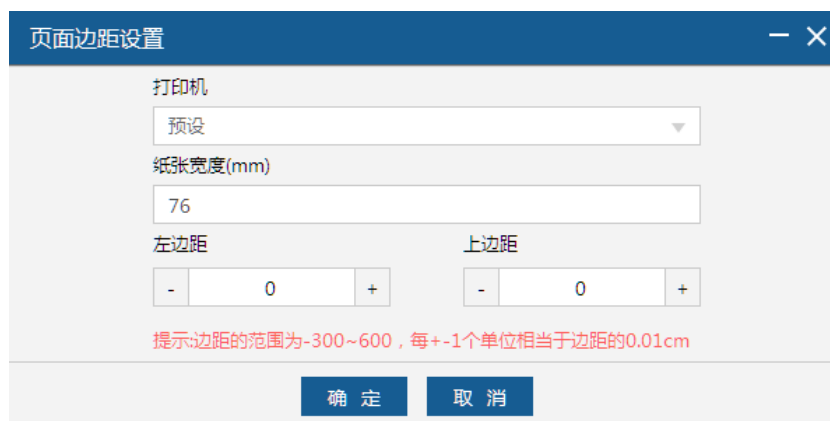 页面边距设置
打印机
预设
纸张宽度(mm)
76
左边距 上边距
- 0 + - 0 +
提示:边距的范围为-300~600，每+-1个单位相当于边距的0.01cm
确 定 取 消